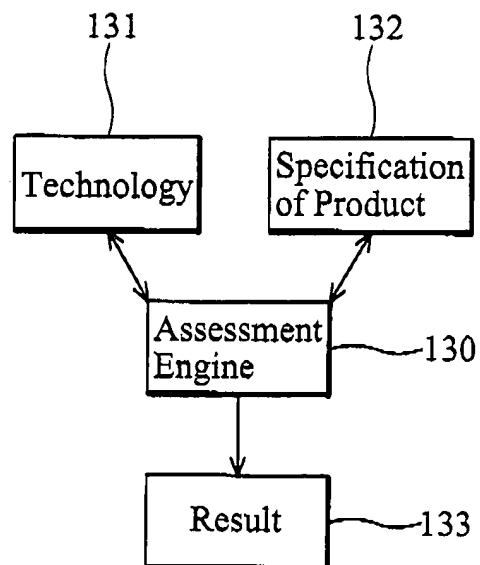 131
132
Technology
Specification
of Product
Assessment
Engine
130
Result
133